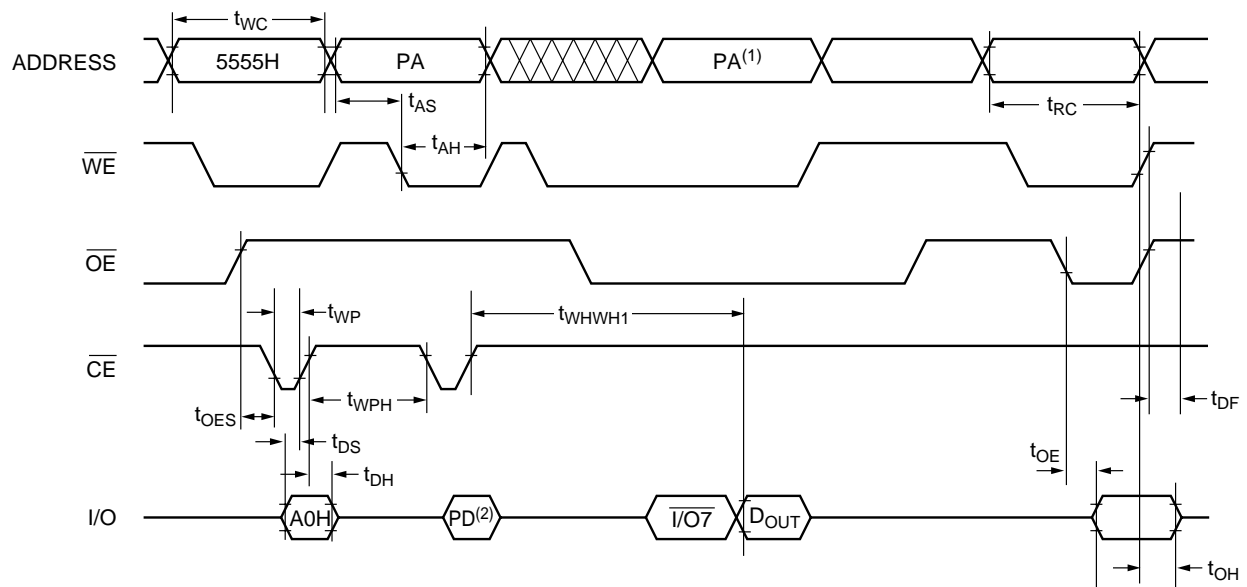 tWC
ADDRESS 5555H PA PA(1)
tAS tRC
tAH
WE
OE
tWP tWHWH1
CE
tOES tWPH tDF
tDS tOE
tDH
I/O A0H PD(2) I/O7 DOUT
tOH